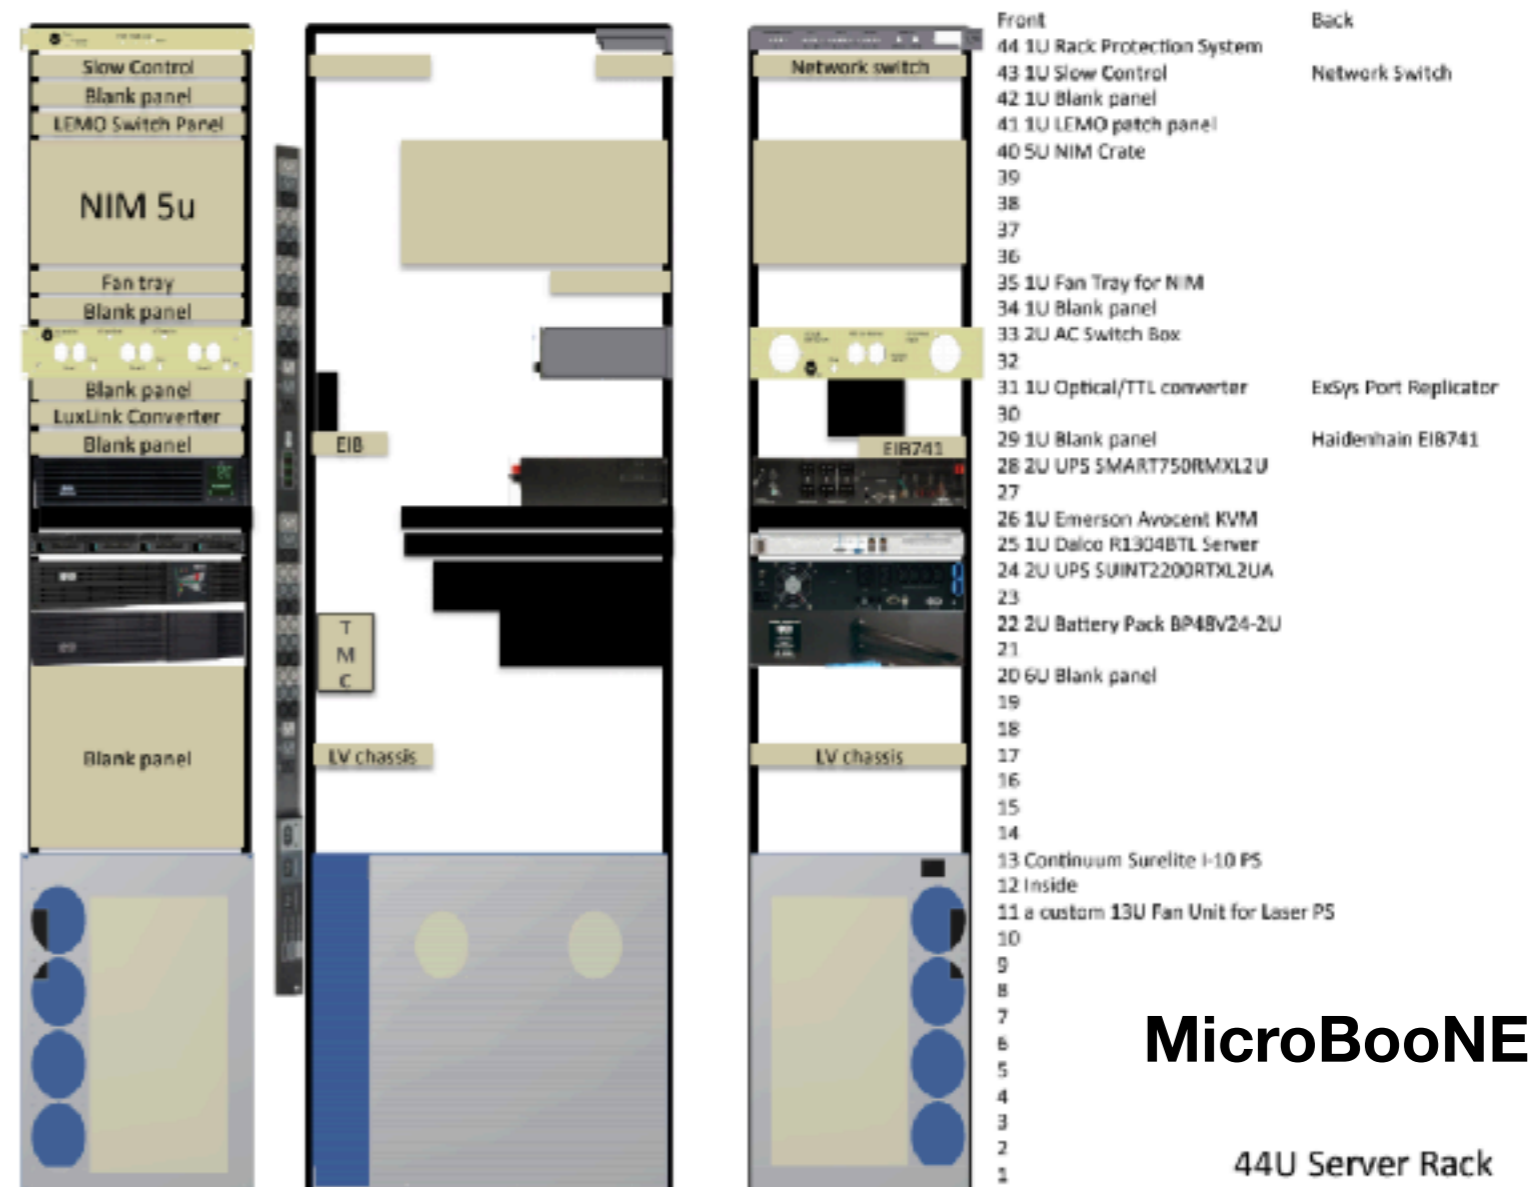 Slow Control
Blank panel
LEMO Switch Panel
NIM 5u
Fan tray
Blank panel
Blank panel
LuxLink Converter
Blank panel
Blank panel
EIB
T
M
C
LV chassis
Network switch
EIB741
LV chassis
Front Back
44 1U Rack Protection System
43 1U Slow Control Network Switch
42 1U Blank panel
41 1U LEMO patch panel
40 5U NIM Crate
39
38
37
36
35 1U Fan Tray for NIM
34 1U Blank panel
33 2U AC Switch Box
32
31 1U Optical/TTL converter ExSys Port Replicator
30
29 1U Blank panel Haidenhain EIB741
28 2U UPS SMART750RMXL2U
27
26 1U Emerson Avocent KVM
25 1U Dalco R1304BTL Server
24 2U UPS SUINT2200RTXL2UA
23
22 2U Battery Pack BP48V24-2U
21
20 6U Blank panel
19
18
17
16
15
14
13 Continuum Surelite I-10 PS
12 Inside
11 a custom 13U Fan Unit for Laser PS
10
9
8
7
6
5
4
3
2
1
MicroBooNE
44U Server Rack